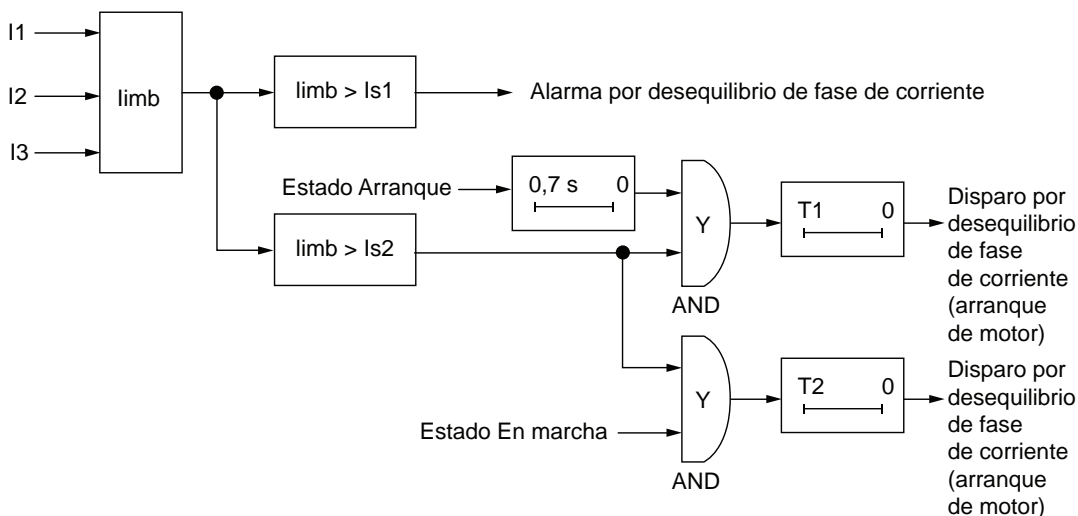 I1
I2
I3
Iimb
Iimb > Is1
Alarma por desequilibrio de fase de corriente
Estado Arranque
0,7 s 0
Iimb > Is2
Y
AND
T1 0
Disparo por
desequilibrio
de fase
de corriente
(arranque
de motor)
Estado En marcha
Y
AND
T2 0
Disparo por
desequilibrio
de fase
de corriente
(arranque
de motor)